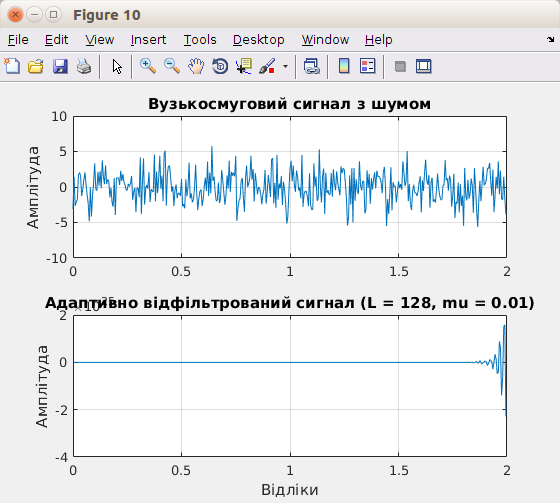 Figure 10
File Edit View Insert Tools Desktop Window Help
Вузькосмуговий сигнал з шумом
Амплітуда
10
5
0
-5
-10
0 0.5 1 1.5 2
Адаптивно відфільтрований сигнал (L = 128, mu = 0.01)
Амплітуда
2
0
-2
-4
0 0.5 1 1.5 2
Відліки